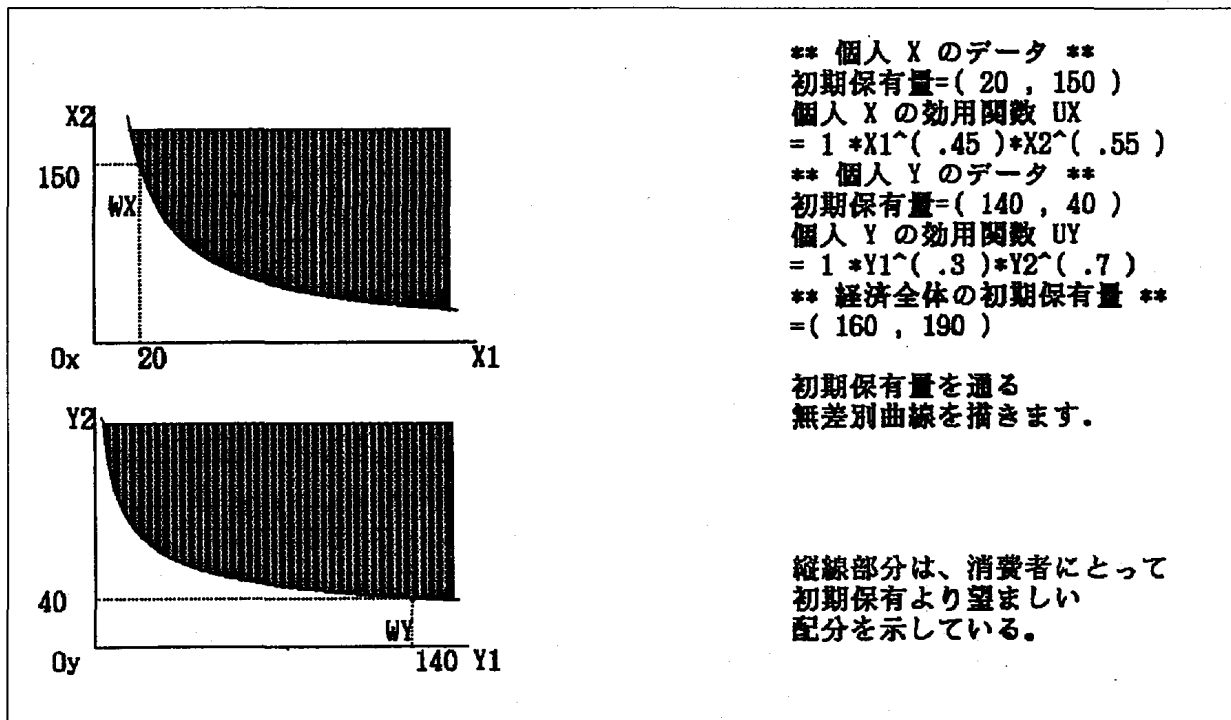 X2
150
WX
Ox
20
X1
Y2
40
WY
Oy
140
Y1
** 個人 X のデータ **
初期保有量=( 20 , 150 )
個人 X の効用関数 UX
= 1 *X1^( .45 )*X2^( .55 )
** 個人 Y のデータ **
初期保有量=( 140 , 40 )
個人 Y の効用関数 UY
= 1 *Y1^( .3 )*Y2^( .7 )
** 経済全体の初期保有量 **
=( 160 , 190 )
初期保有量を通る
無差別曲線を描きます.
縦線部分は、消費者にとって
初期保有より望ましい
配分を示している。